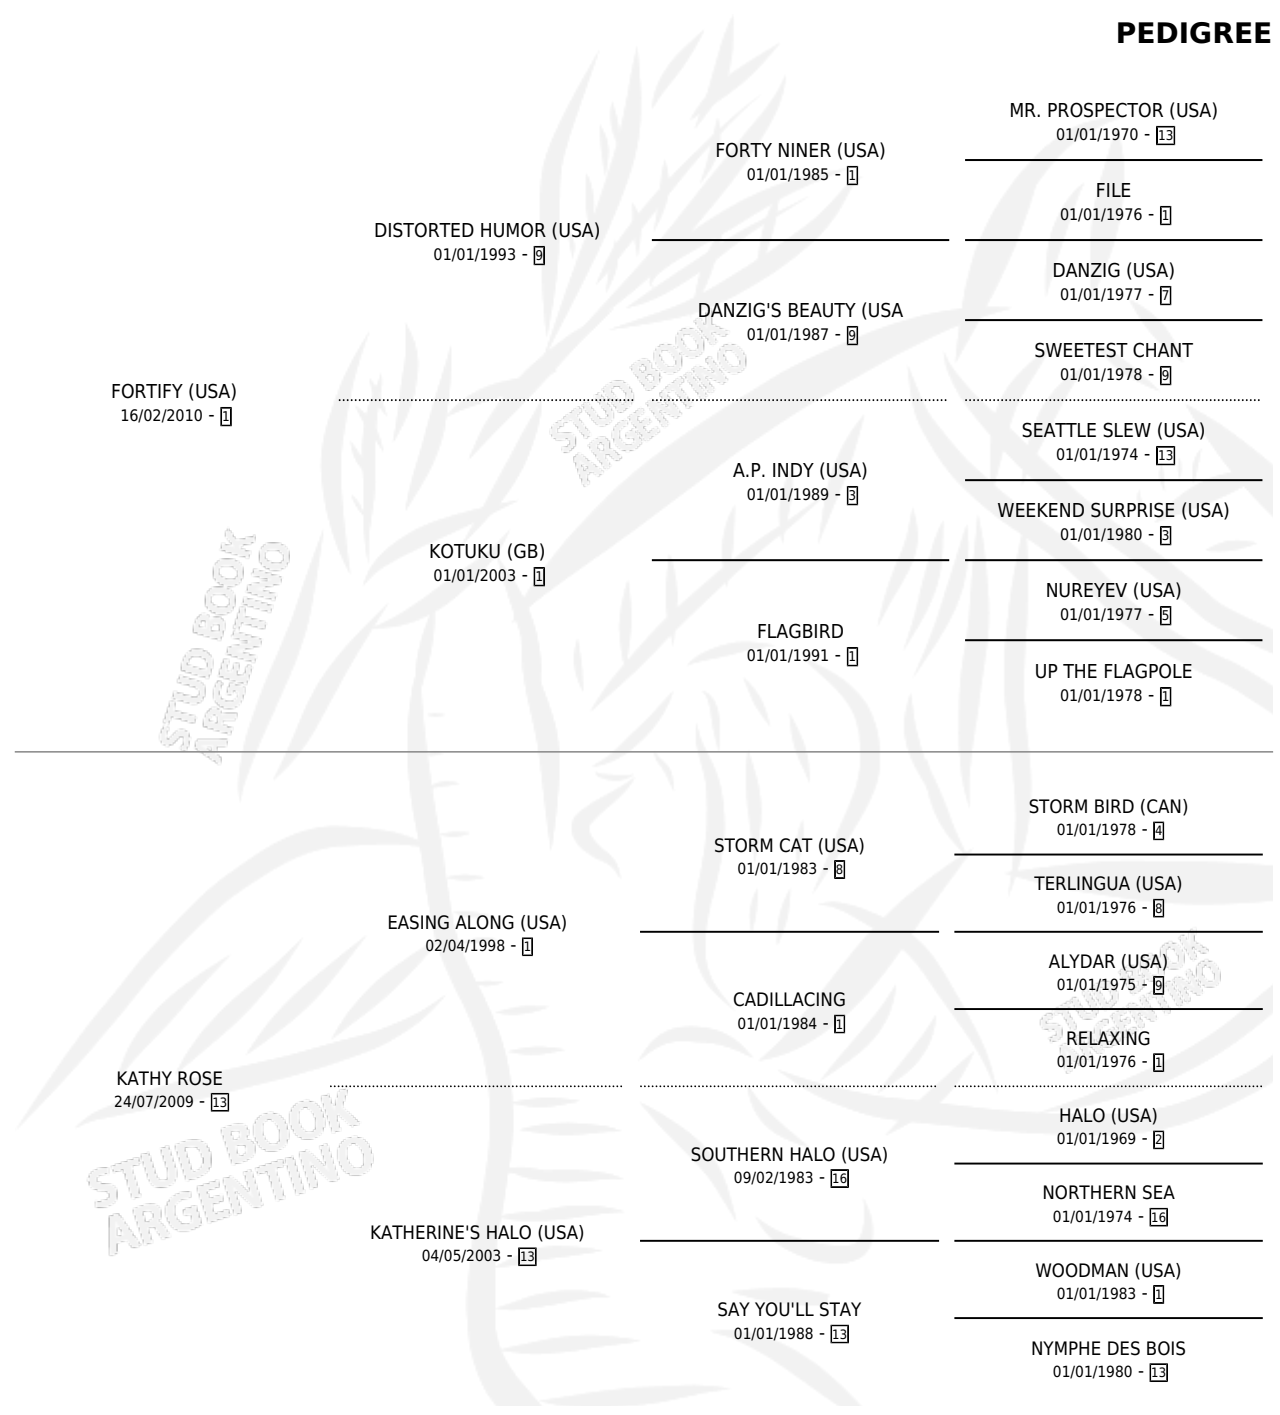 PEDIGREE
MR. PROSPECTOR (USA)
01/01/1970 - 13
FORTY NINER (USA)
01/01/1985 - 1
FILE
01/01/1976 - 1
DISTORTED HUMOR (USA)
01/01/1993 - 9
DANZIG (USA)
01/01/1977 - 7
DANZIG'S BEAUTY (USA
01/01/1987 - 9
SWEETEST CHANT
01/01/1978 - 9
FORTIFY (USA)
16/02/2010 - 1
SEATTLE SLEW (USA)
01/01/1974 - 13
A.P. INDY (USA)
01/01/1989 - 3
WEEKEND SURPRISE (USA)
01/01/1980 - 3
KOTUKU (GB)
01/01/2003 - 1
NUREYEV (USA)
01/01/1977 - 5
FLAGBIRD
01/01/1991 - 1
UP THE FLAGPOLE
01/01/1978 - 1
STORM BIRD (CAN)
01/01/1978 - 4
STORM CAT (USA)
01/01/1983 - 8
TERLINGUA (USA)
01/01/1976 - 8
EASING ALONG (USA)
02/04/1998 - 1
ALYDAR (USA)
01/01/1975 - 9
CADILLACING
01/01/1984 - 1
RELAXING
01/01/1976 - 1
KATHY ROSE
24/07/2009 - 13
HALO (USA)
01/01/1969 - 2
SOUTHERN HALO (USA)
09/02/1983 - 16
NORTHERN SEA
01/01/1974 - 16
KATHERINE'S HALO (USA)
04/05/2003 - 13
WOODMAN (USA)
01/01/1983 - 1
SAY YOU'LL STAY
01/01/1988 - 13
NYMPHE DES BOIS
01/01/1980 - 13
STUD BOOK
ARGENTINO
STUD BOOK
ARGENTINO
STUD BOOK
ARGENTINO
STUD BOOK
ARGENTINO